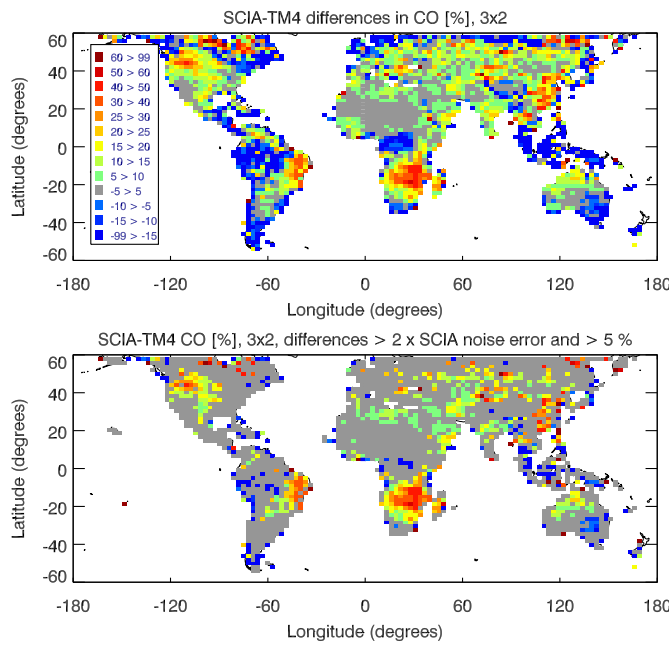 SCIA-TM4 differences in CO [%], 3x2
60
40
20
0
-20
-40
-60
Latitude (degrees)
60 > 99
50 > 60
40 > 50
30 > 40
25 > 30
20 > 25
15 > 20
10 > 15
5 > 10
-5 > 5
-10 > -5
-15 > -10
-99 > -15
-180 -120 -60 0 60 120 180
Longitude (degrees)
SCIA-TM4 CO [%], 3x2, differences > 2 x SCIA noise error and > 5 %
60
40
20
0
-20
-40
-60
Latitude (degrees)
-180 -120 -60 0 60 120 180
Longitude (degrees)